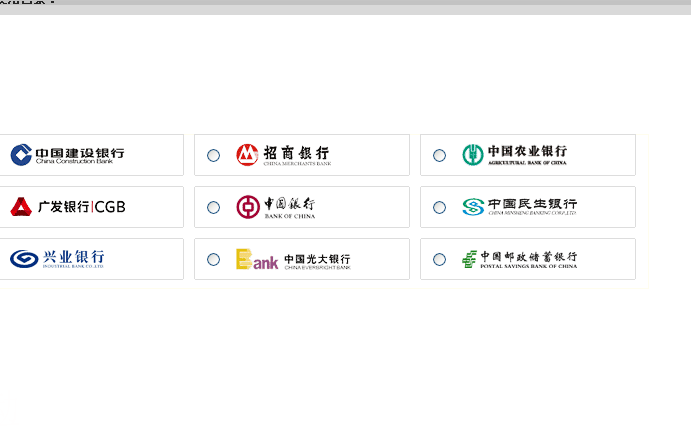 中国建设银行
China Construction Bank
招商银行
CHINA MERCHANTS BANK
中国农业银行
AGRICULTURAL BANK OF CHINA
广发银行|CGB
中国银行
BANK OF CHINA
中国民生银行
CHINA MINSHENG BANKING CORP.,LTD
兴业银行
INDUSTRIAL BANK CO.,LTD
Bank
中国光大银行
CHINA EVERBRIGHT BANK
中国邮政储蓄银行
POSTAL SAVINGS BANK OF CHINA